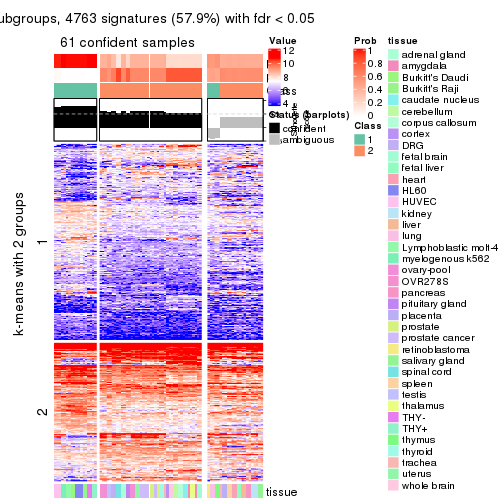 ubgroups, 4763 signatures (57.9%) with fdr < 0.05
61 confident samples
k-means with 2 groups
1
2
tissue
Value
12
10
8
6
4
Status (barplots)
confident
ambiguous
Prob
1
0.8
0.6
0.4
0.2
0
Class
1
2
tissue
adrenal gland
amygdala
Burkitt's Daudi
Burkitt's Raji
caudate nucleus
cerebellum
corpus callosum
cortex
DRG
fetal brain
fetal liver
heart
HL60
HUVEC
kidney
liver
lung
Lymphoblastic molt-4
myelogenous k562
ovary-pool
OVR278S
pancreas
pituitary gland
placenta
prostate
prostate cancer
retinoblastoma
salivary gland
spinal cord
spleen
testis
thalamus
THY-
THY+
thymus
thyroid
trachea
uterus
whole brain